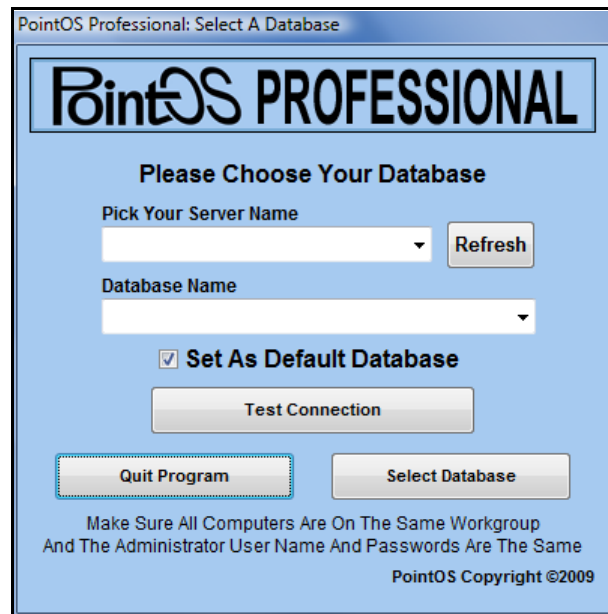 PointOS Professional: Select A Database
PointOS PROFESSIONAL
Please Choose Your Database
Pick Your Server Name
Refresh
Database Name
Set As Default Database
Test Connection
Quit Program
Select Database
Make Sure All Computers Are On The Same Workgroup
And The Administrator User Name And Passwords Are The Same
PointOS Copyright ©2009